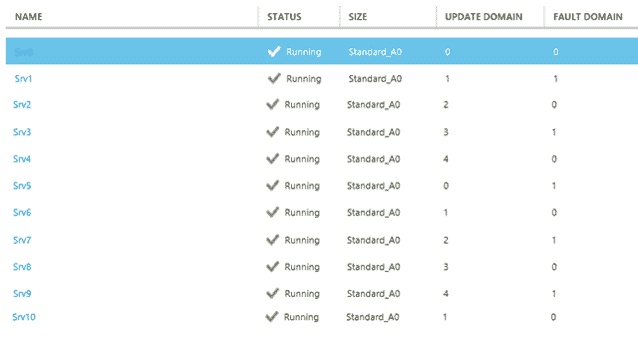 NAME STATUS SIZE UPDATE DOMAIN FAULT DOMAIN
Srv0 Running Standard_A0 0 0
Srv1 Running Standard_A0 1 1
Srv2 Running Standard_A0 2 0
Srv3 Running Standard_A0 3 1
Srv4 Running Standard_A0 4 0
Srv5 Running Standard_A0 0 1
Srv6 Running Standard_A0 1 0
Srv7 Running Standard_A0 2 1
Srv8 Running Standard_A0 3 0
Srv9 Running Standard_A0 4 1
Srv10 Running Standard_A0 1 0